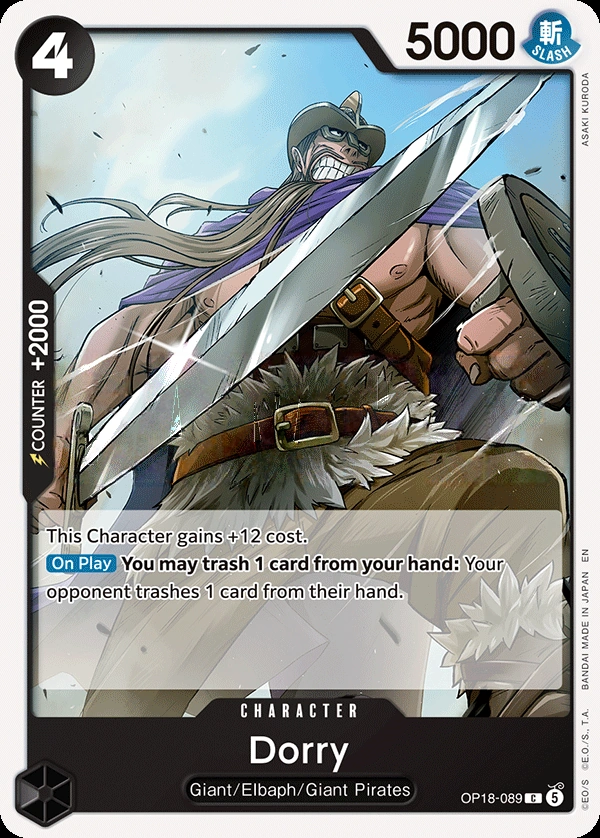 4
5000
斬
SLASH
ASAKI KURODA
COUNTER +2000
This Character gains +12 cost.
On Play You may trash 1 card from your hand: Your
opponent trashes 1 card from their hand.
CHARACTER
Dorry
Giant/Elbaph/Giant Pirates
OP18-089 C 5
©EO/S ©E.O./S., T.A. BANDAI MADE IN JAPAN EN